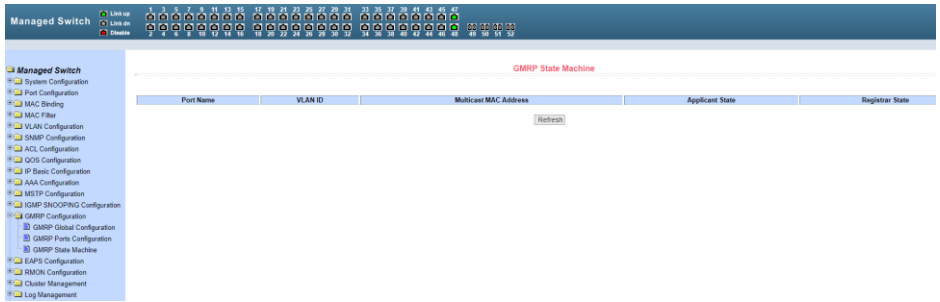 Managed Switch
Link up
Link dn
Disable
1 3 5 7 9 11 13 15 17 19 21 23 25 27 29 31 33 35 37 39 41 43 45 47
2 4 6 8 10 12 14 16 18 20 22 24 26 28 30 32 34 36 38 40 42 44 46 48 49 50 51 52
Managed Switch
System Configuration
Port Configuration
MAC Binding
MAC Filter
VLAN Configuration
SNMP Configuration
ACL Configuration
QOS Configuration
IP Basic Configuration
AAA Configuration
MSTP Configuration
IGMP SNOOPING Configuration
GMRP Configuration
GMRP Global Configuration
GMRP Ports Configuration
GMRP State Machine
EAPS Configuration
RMON Configuration
Cluster Management
Log Management
GMRP State Machine
Port Name VLAN ID Multicast MAC Address Applicant State Registrar State
Refresh